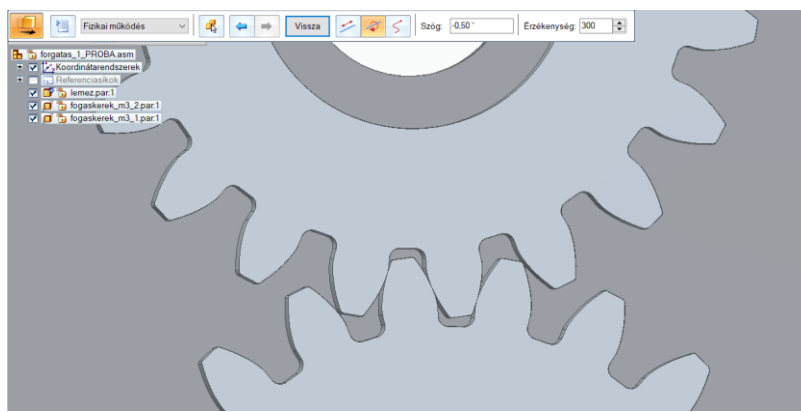 Fizikai működés Vissza Szög: -0,50 ° Érzékenység: 300
forgatas_1_PROBA.asm
Koordinátarendszerek
Referenciasíkok
lemez.par:1
fogaskerek_m3_2.par:1
fogaskerek_m3_1.par:1